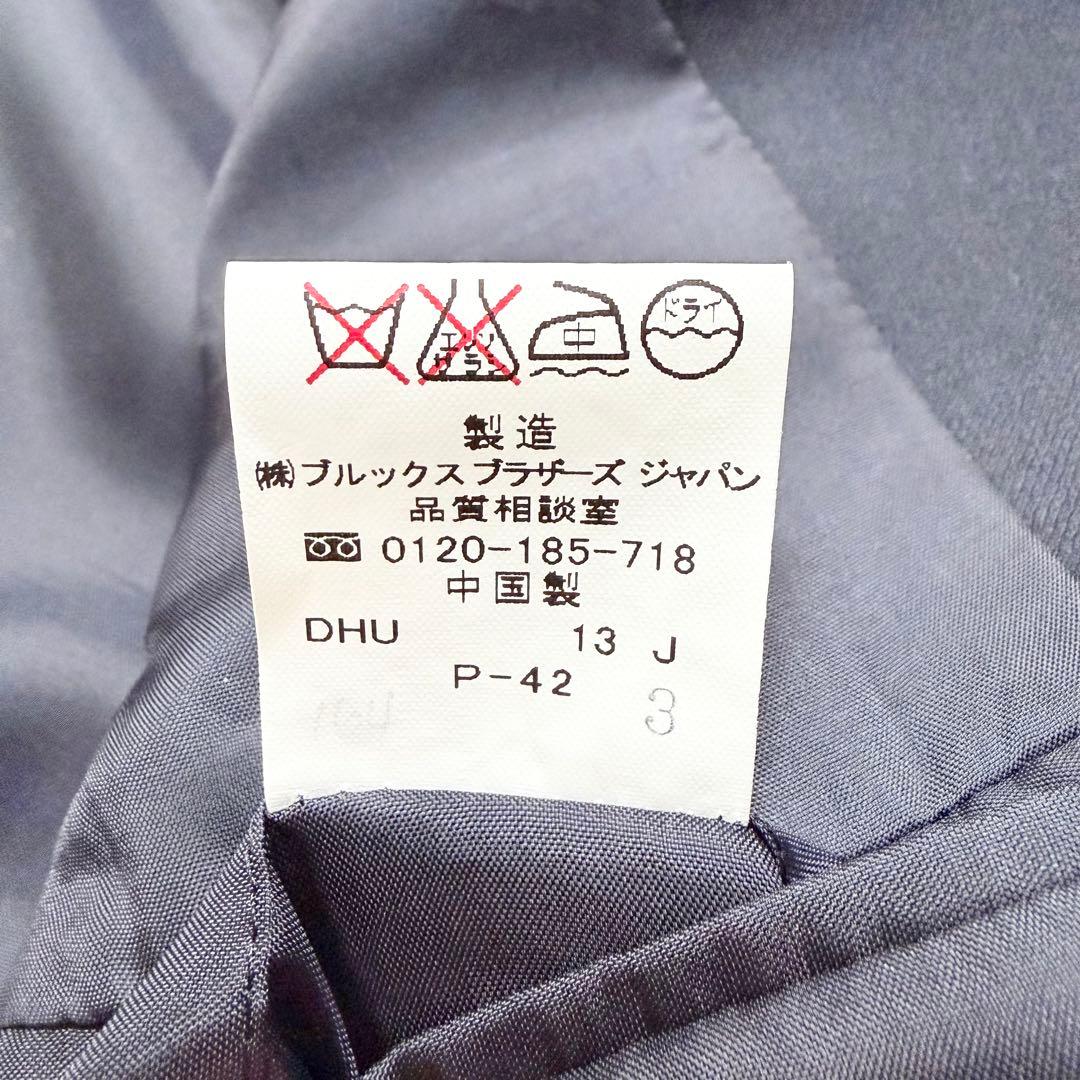 エンソ サラシ 中 ドライ
製造
(株)ブルックスブラザーズ ジャパン
品質相談室
0120-185-718
中国製
DHU 13 J
P-42
3